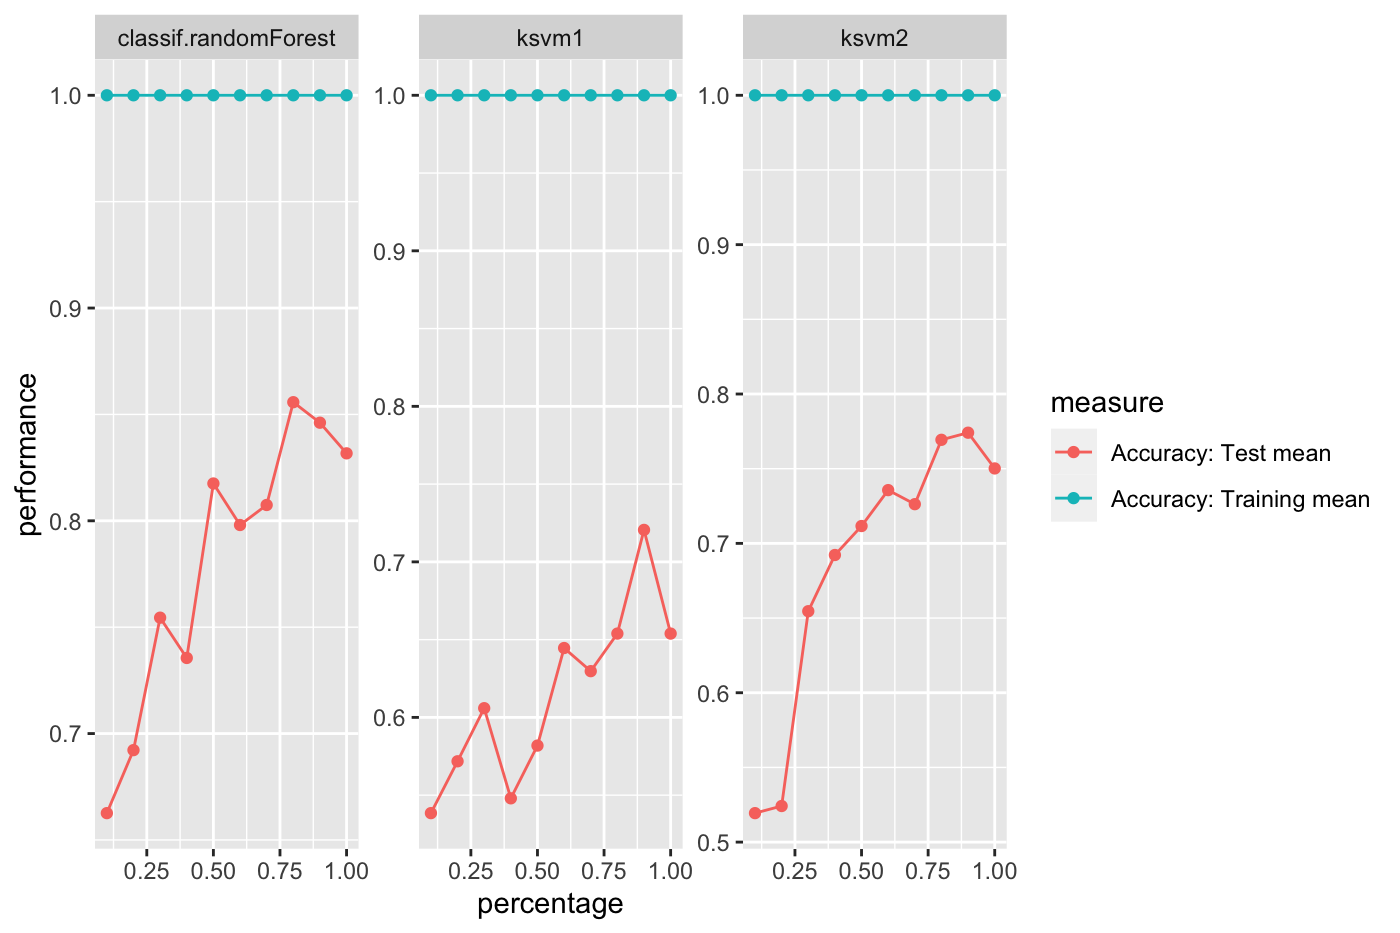 classif.randomForest
ksvm1
ksvm2
performance
1.0
0.9
0.8
0.7
1.0
0.9
0.8
0.7
0.6
1.0
0.9
0.8
0.7
0.6
0.5
0.25 0.50 0.75 1.00
0.25 0.50 0.75 1.00
0.25 0.50 0.75 1.00
percentage
measure
Accuracy: Test mean
Accuracy: Training mean